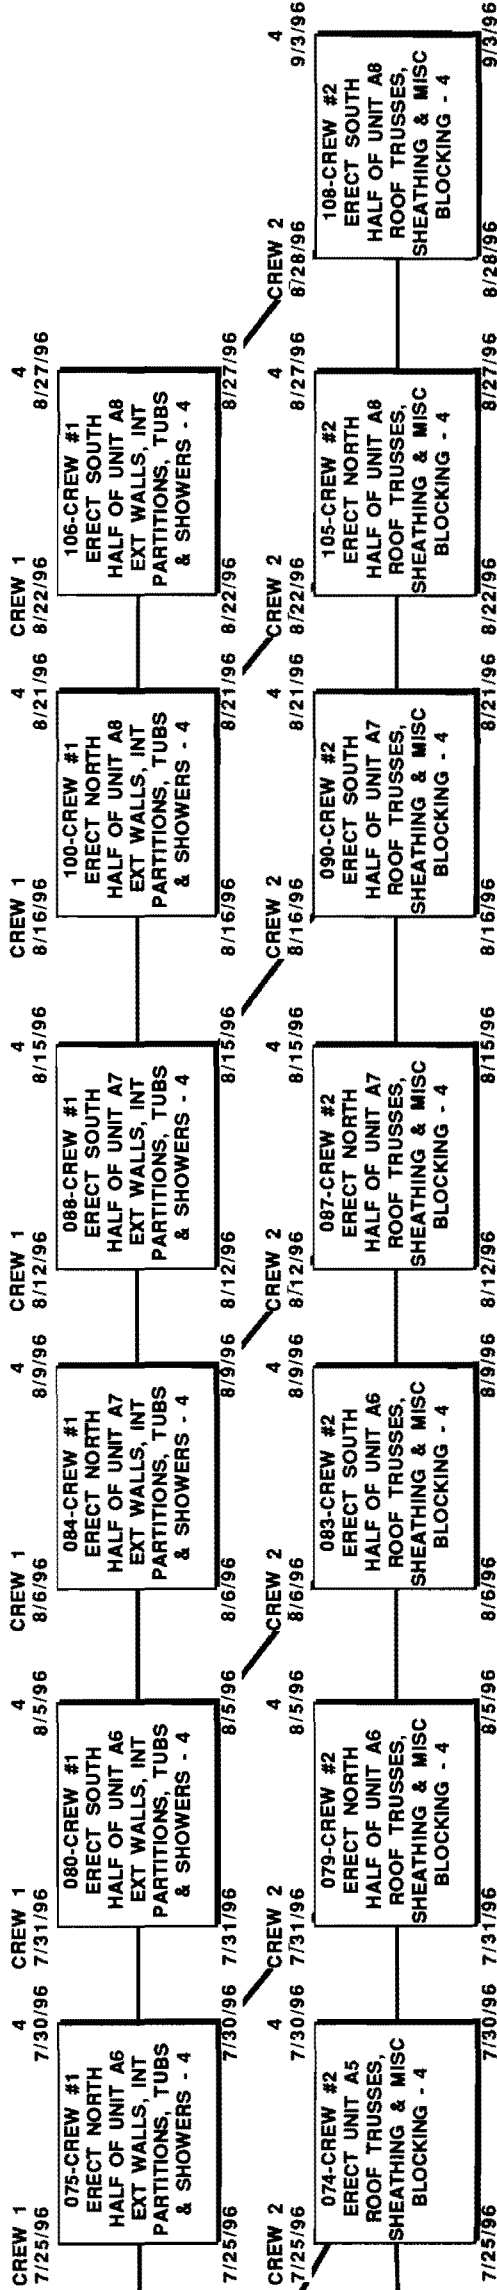 CREW 1 4
7/25/96 7/30/96
075-CREW #1
ERECT NORTH
HALF OF UNIT A6
EXT WALLS, INT
PARTITIONS, TUBS
& SHOWERS - 4
7/25/96 7/30/96
CREW 1 4
7/31/96 8/5/96
080-CREW #1
ERECT SOUTH
HALF OF UNIT A6
EXT WALLS, INT
PARTITIONS, TUBS
& SHOWERS - 4
7/31/96 8/5/96
CREW 1 4
8/6/96 8/9/96
084-CREW #1
ERECT NORTH
HALF OF UNIT A7
EXT WALLS, INT
PARTITIONS, TUBS
& SHOWERS - 4
8/6/96 8/9/96
CREW 1 4
8/12/96 8/15/96
088-CREW #1
ERECT SOUTH
HALF OF UNIT A7
EXT WALLS, INT
PARTITIONS, TUBS
& SHOWERS - 4
8/12/96 8/15/96
CREW 1 4
8/16/96 8/21/96
100-CREW #1
ERECT NORTH
HALF OF UNIT A8
EXT WALLS, INT
PARTITIONS, TUBS
& SHOWERS - 4
8/16/96 8/21/96
CREW 1 4
8/22/96 8/27/96
106-CREW #1
ERECT SOUTH
HALF OF UNIT A8
EXT WALLS, INT
PARTITIONS, TUBS
& SHOWERS - 4
8/22/96 8/27/96
CREW 2 4
7/25/96 7/30/96
074-CREW #2
ERECT UNIT A5
ROOF TRUSSES,
SHEATHING & MISC
BLOCKING - 4
7/25/96 7/30/96
CREW 2 4
7/31/96 8/5/96
079-CREW #2
ERECT NORTH
HALF OF UNIT A6
ROOF TRUSSES,
SHEATHING & MISC
BLOCKING - 4
7/31/96 8/5/96
CREW 2 4
8/6/96 8/9/96
083-CREW #2
ERECT SOUTH
HALF OF UNIT A6
ROOF TRUSSES,
SHEATHING & MISC
BLOCKING - 4
8/6/96 8/9/96
CREW 2 4
8/12/96 8/15/96
087-CREW #2
ERECT NORTH
HALF OF UNIT A7
ROOF TRUSSES,
SHEATHING & MISC
BLOCKING - 4
8/12/96 8/15/96
CREW 2 4
8/16/96 8/21/96
090-CREW #2
ERECT SOUTH
HALF OF UNIT A7
ROOF TRUSSES,
SHEATHING & MISC
BLOCKING - 4
8/16/96 8/21/96
CREW 2 4
8/22/96 8/27/96
105-CREW #2
ERECT NORTH
HALF OF UNIT A8
ROOF TRUSSES,
SHEATHING & MISC
BLOCKING - 4
8/22/96 8/27/96
CREW 2 4
8/28/96 9/3/96
108-CREW #2
ERECT SOUTH
HALF OF UNIT A8
ROOF TRUSSES,
SHEATHING & MISC
BLOCKING - 4
8/28/96 9/3/96